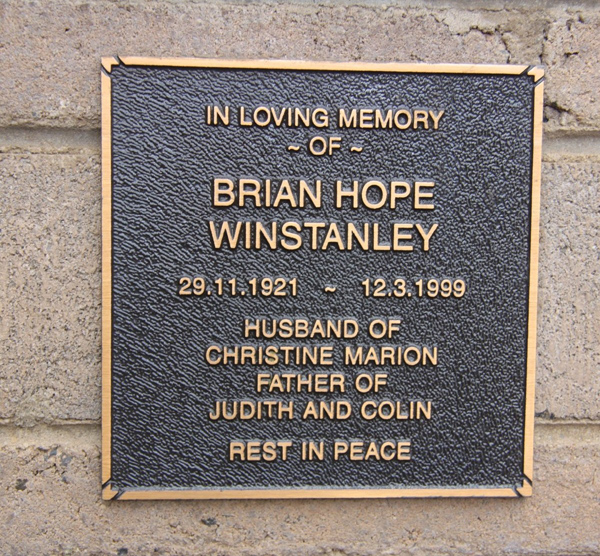 IN LOVING MEMORY
~ OF ~
BRIAN HOPE
WINSTANLEY
29.11.1921 ~ 12.3.1999
HUSBAND OF
CHRISTINE MARION
FATHER OF
JUDITH AND COLIN
REST IN PEACE